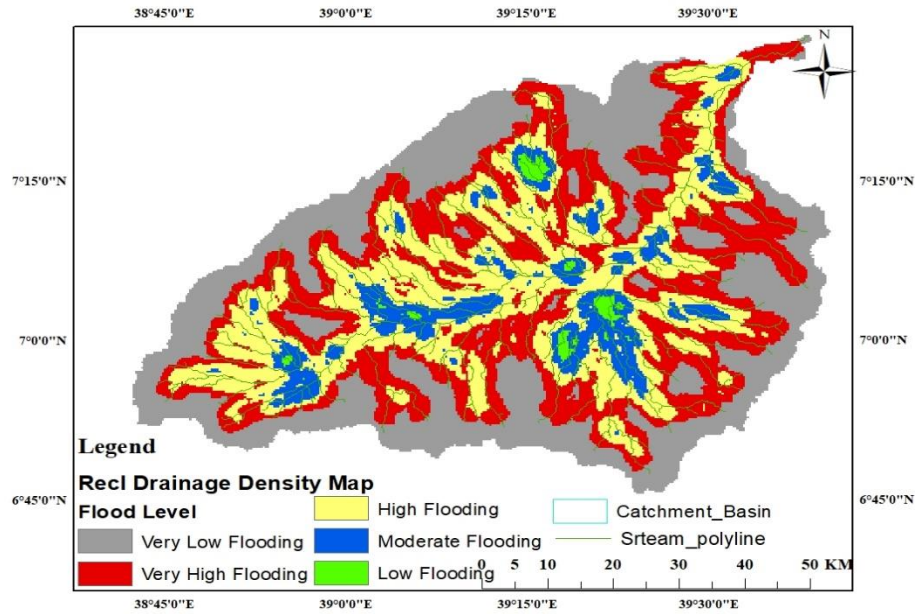 38°45'0"E 39°0'0"E 39°15'0"E 39°30'0"E
N
7°15'0"N 7°15'0"N
7°0'0"N 7°0'0"N
6°45'0"N 6°45'0"N
Legend
Recl Drainage Density Map
Flood Level
Very Low Flooding
Very High Flooding
High Flooding
Moderate Flooding
Low Flooding
Catchment_Basin
Srteam_polyline
0 5 10 20 30 40 50 KM
38°45'0"E 39°0'0"E 39°15'0"E 39°30'0"E